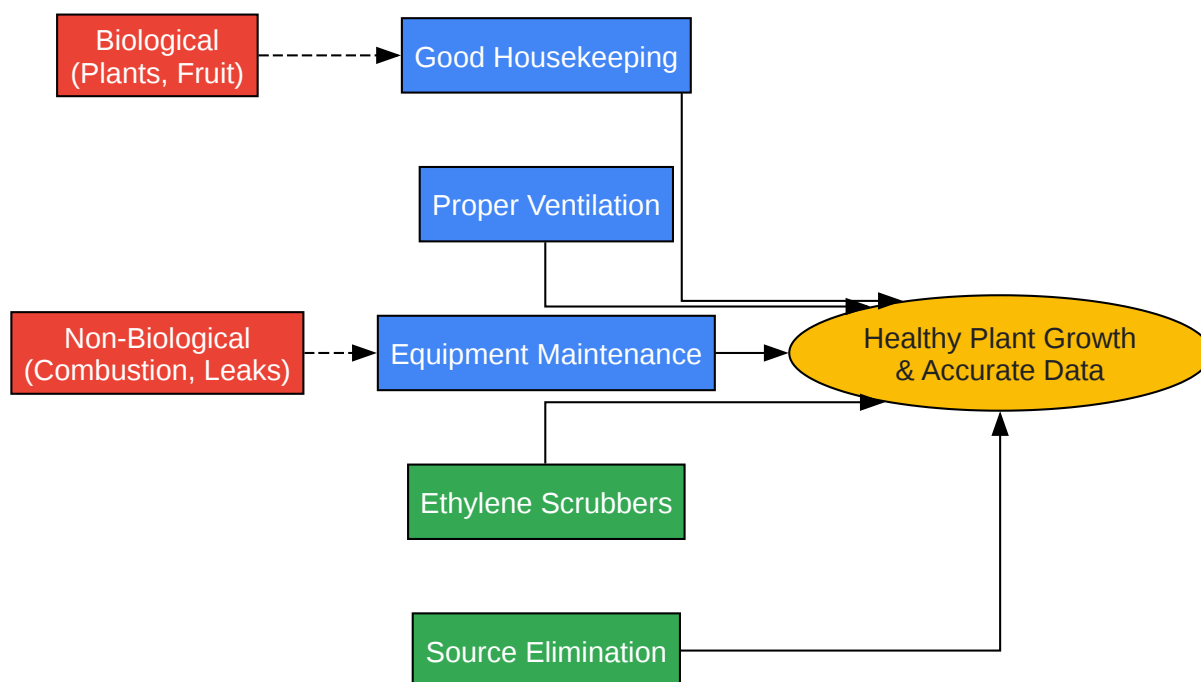 Biological
(Plants, Fruit)
Good Housekeeping
Proper Ventilation
Non-Biological
(Combustion, Leaks)
Equipment Maintenance
Healthy Plant Growth
& Accurate Data
Ethylene Scrubbers
Source Elimination